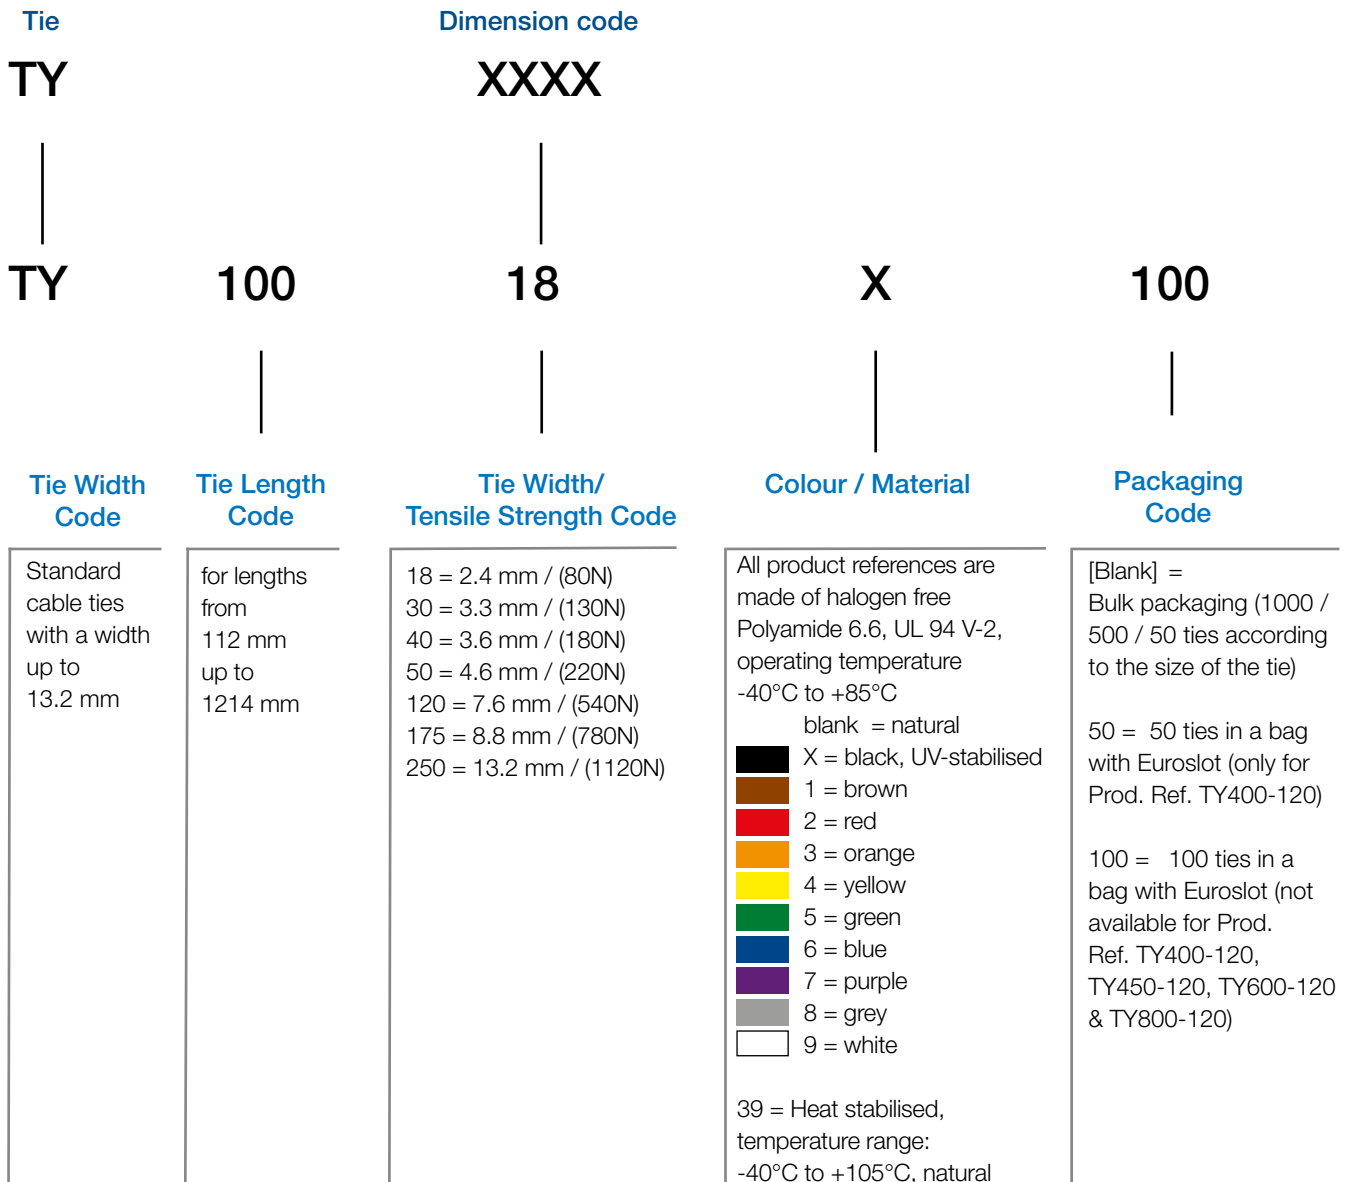 Tie
Dimension code
TY
XXXX
TY
100
18
X
100
Tie Width
Code
Standard
cable ties
with a width
up to
13.2 mm
Tie Length
Code
for lengths
from
112 mm
up to
1214 mm
Tie Width/
Tensile Strength Code
18 = 2.4 mm / (80N)
30 = 3.3 mm / (130N)
40 = 3.6 mm / (180N)
50 = 4.6 mm / (220N)
120 = 7.6 mm / (540N)
175 = 8.8 mm / (780N)
250 = 13.2 mm / (1120N)
Colour / Material
All product references are
made of halogen free
Polyamide 6.6, UL 94 V-2,
operating temperature
-40°C to +85°C
blank = natural
X = black, UV-stabilised
1 = brown
2 = red
3 = orange
4 = yellow
5 = green
6 = blue
7 = purple
8 = grey
9 = white
39 = Heat stabilised,
temperature range:
-40°C to +105°C, natural
Packaging
Code
[Blank] =
Bulk packaging (1000 /
500 / 50 ties according
to the size of the tie)
50 = 50 ties in a bag
with Euroslot (only for
Prod. Ref. TY400-120)
100 = 100 ties in a
bag with Euroslot (not
available for Prod.
Ref. TY400-120,
TY450-120, TY600-120
& TY800-120)